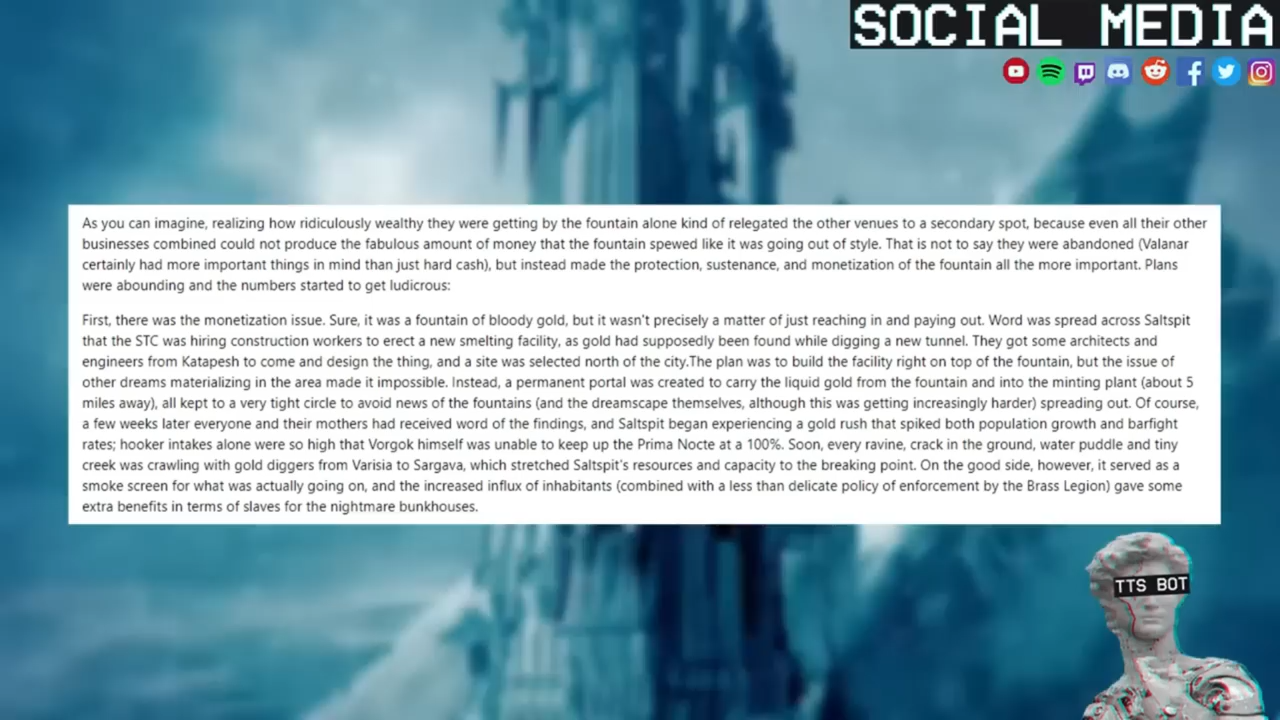 SOCIAL MEDIA
As you can imagine, realizing how ridiculously wealthy they were getting by the fountain alone kind of relegated the other venues to a secondary spot, because even all their other
businesses combined could not produce the fabulous amount of money that the fountain spewed like it was going out of style. That is not to say they were abandoned (Valanar
certainly had more important things in mind than just hard cash), but instead made the protection, sustenance, and monetization of the fountain all the more important. Plans
were abounding and the numbers started to get ludicrous:
First, there was the monetization issue. Sure, it was a fountain of bloody gold, but it wasn't precisely a matter of just reaching in and paying out. Word was spread across Saltspit
that the STC was hiring construction workers to erect a new smelting facility, as gold had supposedly been found while digging a new tunnel. They got some architects and
engineers from Katapesh to come and design the thing, and a site was selected north of the city.The plan was to build the facility right on top of the fountain, but the issue of
other dreams materializing in the area made it impossible. Instead, a permanent portal was created to carry the liquid gold from the fountain and into the minting plant (about 5
miles away), all kept to a very tight circle to avoid news of the fountains (and the dreamscape themselves, although this was getting increasingly harder) spreading out. Of course,
a few weeks later everyone and their mothers had received word of the findings, and Saltspit began experiencing a gold rush that spiked both population growth and barfight
rates; hooker intakes alone were so high that Vorgok himself was unable to keep up the Prima Nocte at a 100%. Soon, every ravine, crack in the ground, water puddle and tiny
creek was crawling with gold diggers from Varisia to Sargava, which stretched Saltspit's resources and capacity to the breaking point. On the good side, however, it served as a
smoke screen for what was actually going on, and the increased influx of inhabitants (combined with a less than delicate policy of enforcement by the Brass Legion) gave some
extra benefits in terms of slaves for the nightmare bunkhouses.
TTS BOT